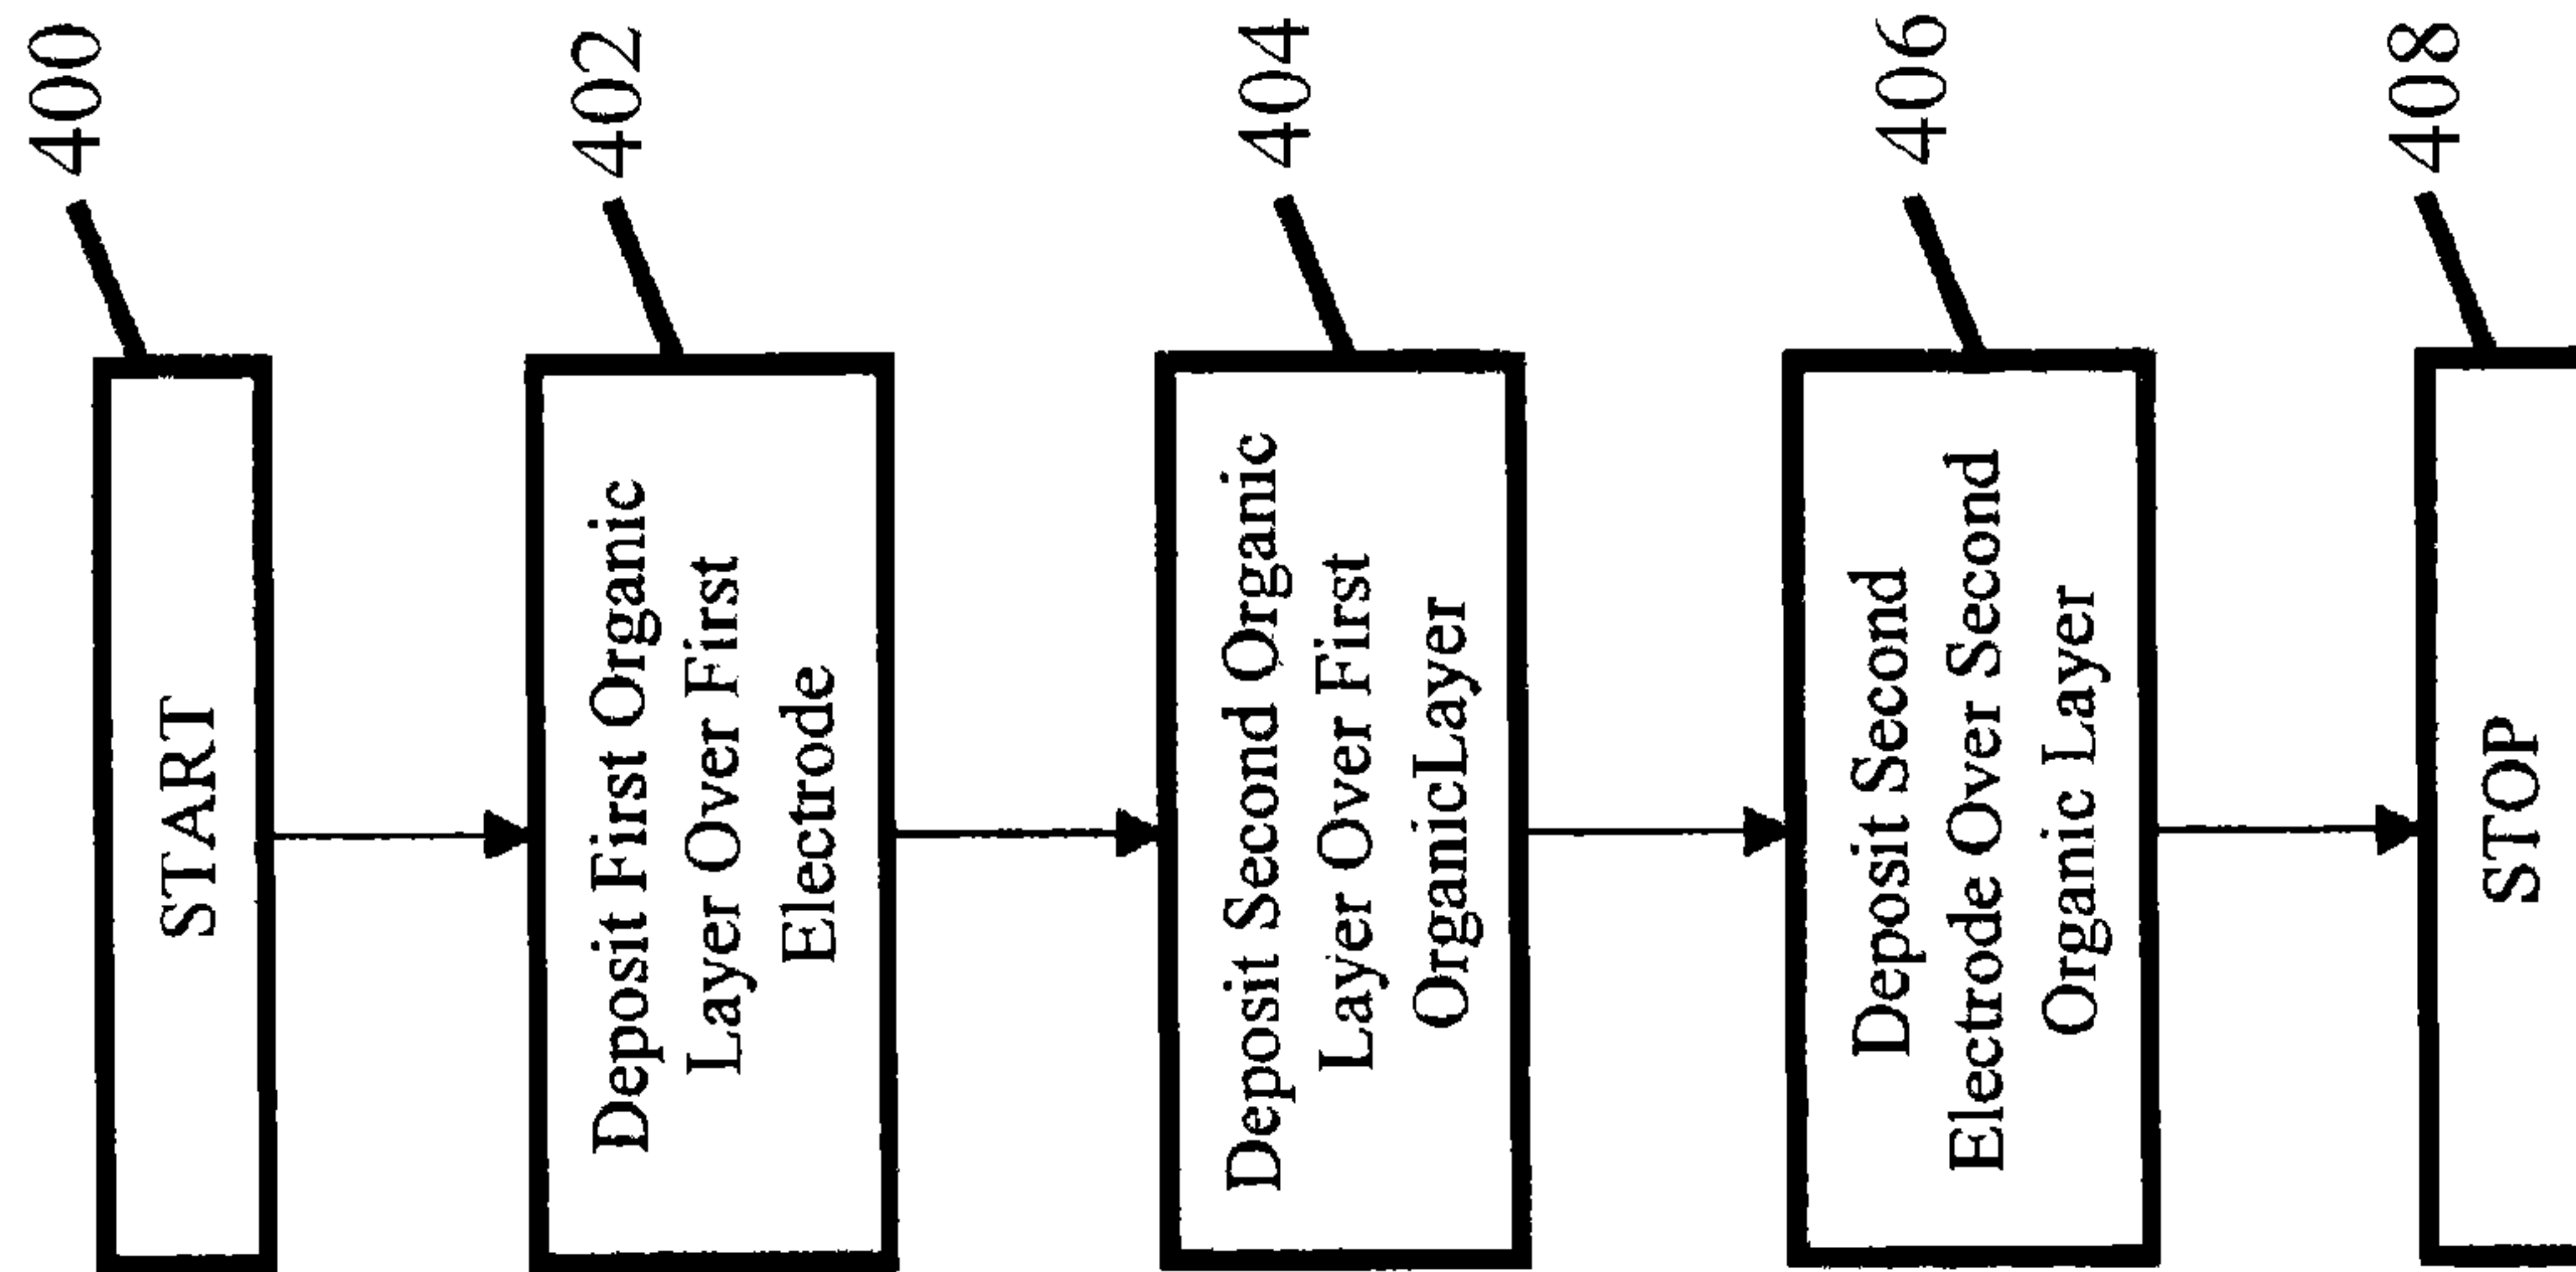 400
START
402
Deposit First Organic
Layer Over First
Electrode
404
Deposit Second Organic
Layer Over First
OrganicLayer
406
Deposit Second
Electrode Over Second
Organic Layer
408
STOP